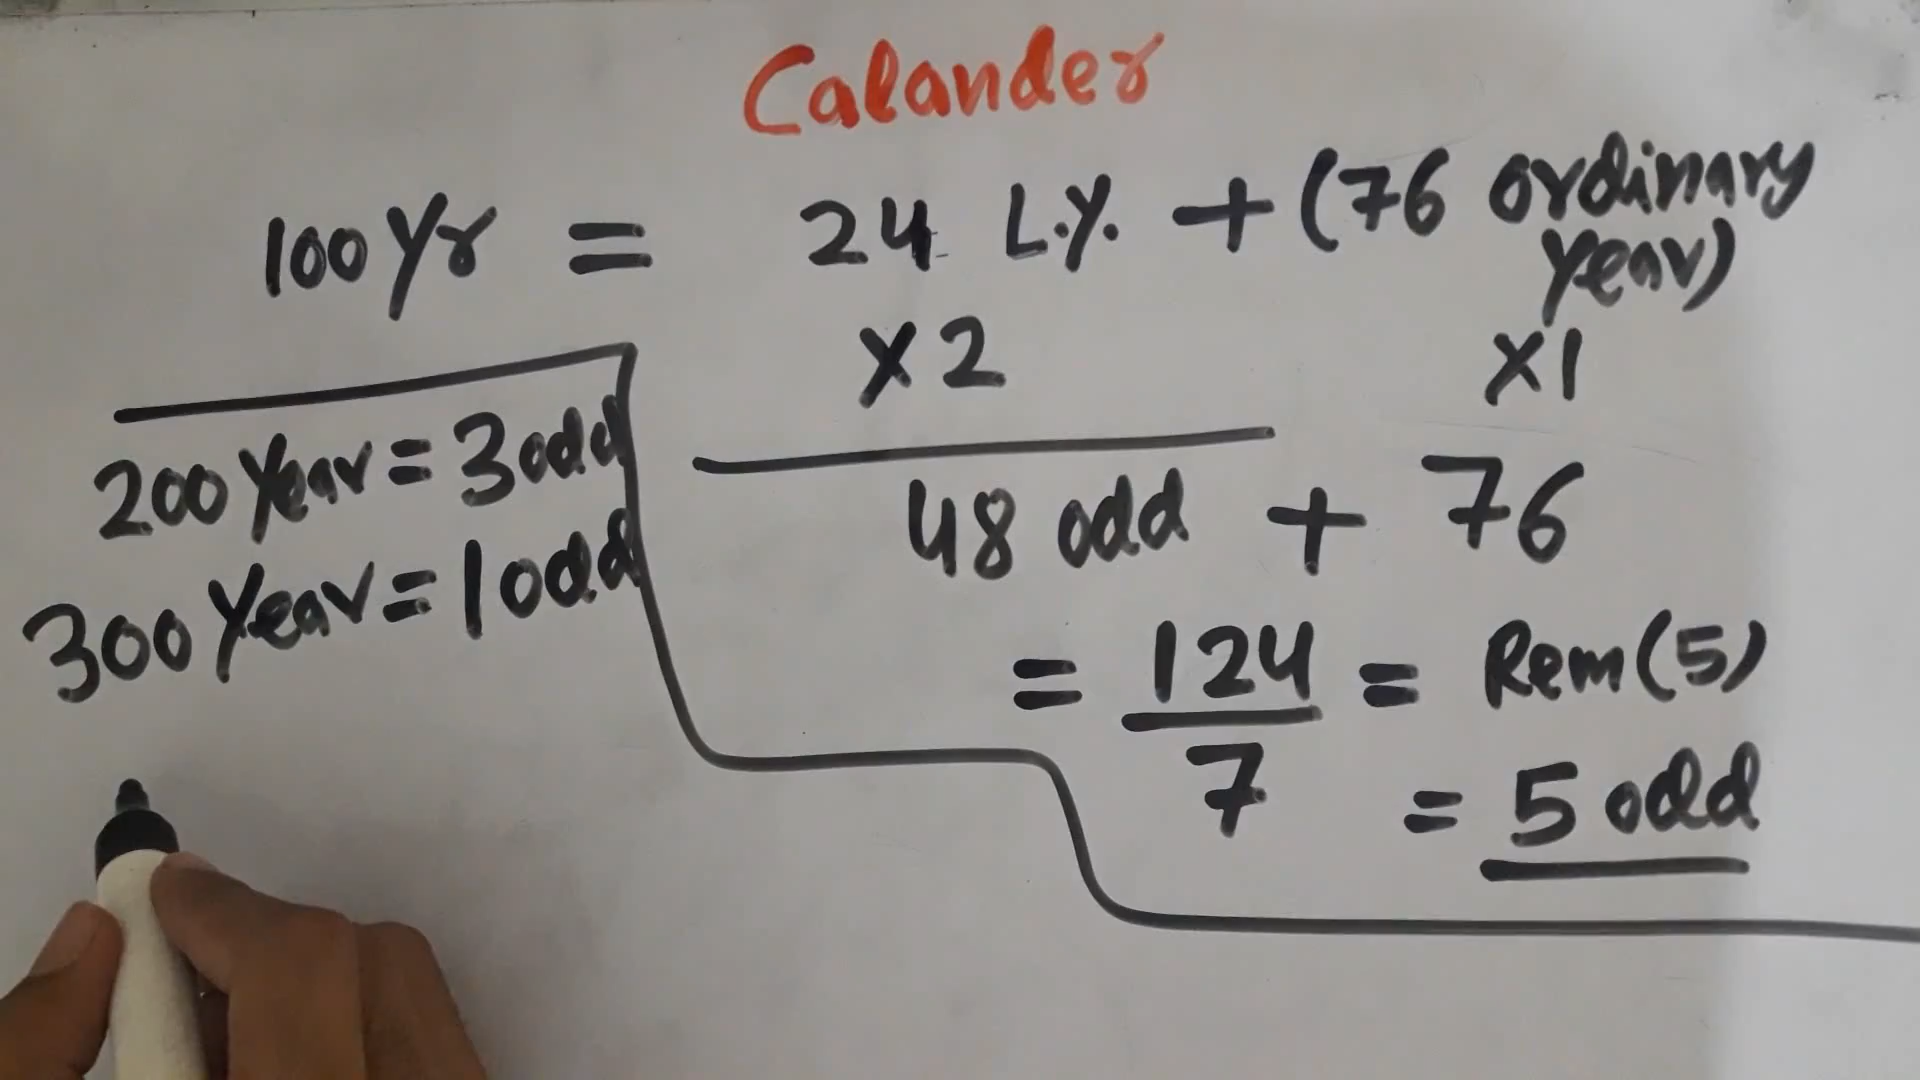 Calander
100 Yr = 24 L.Y. + (76 ordinary
year)
X 2 X1
48 odd + 76
= 124 = Rem (5)
7
= 5 odd
200 Year = 3 odd
300 Year = 1 odd